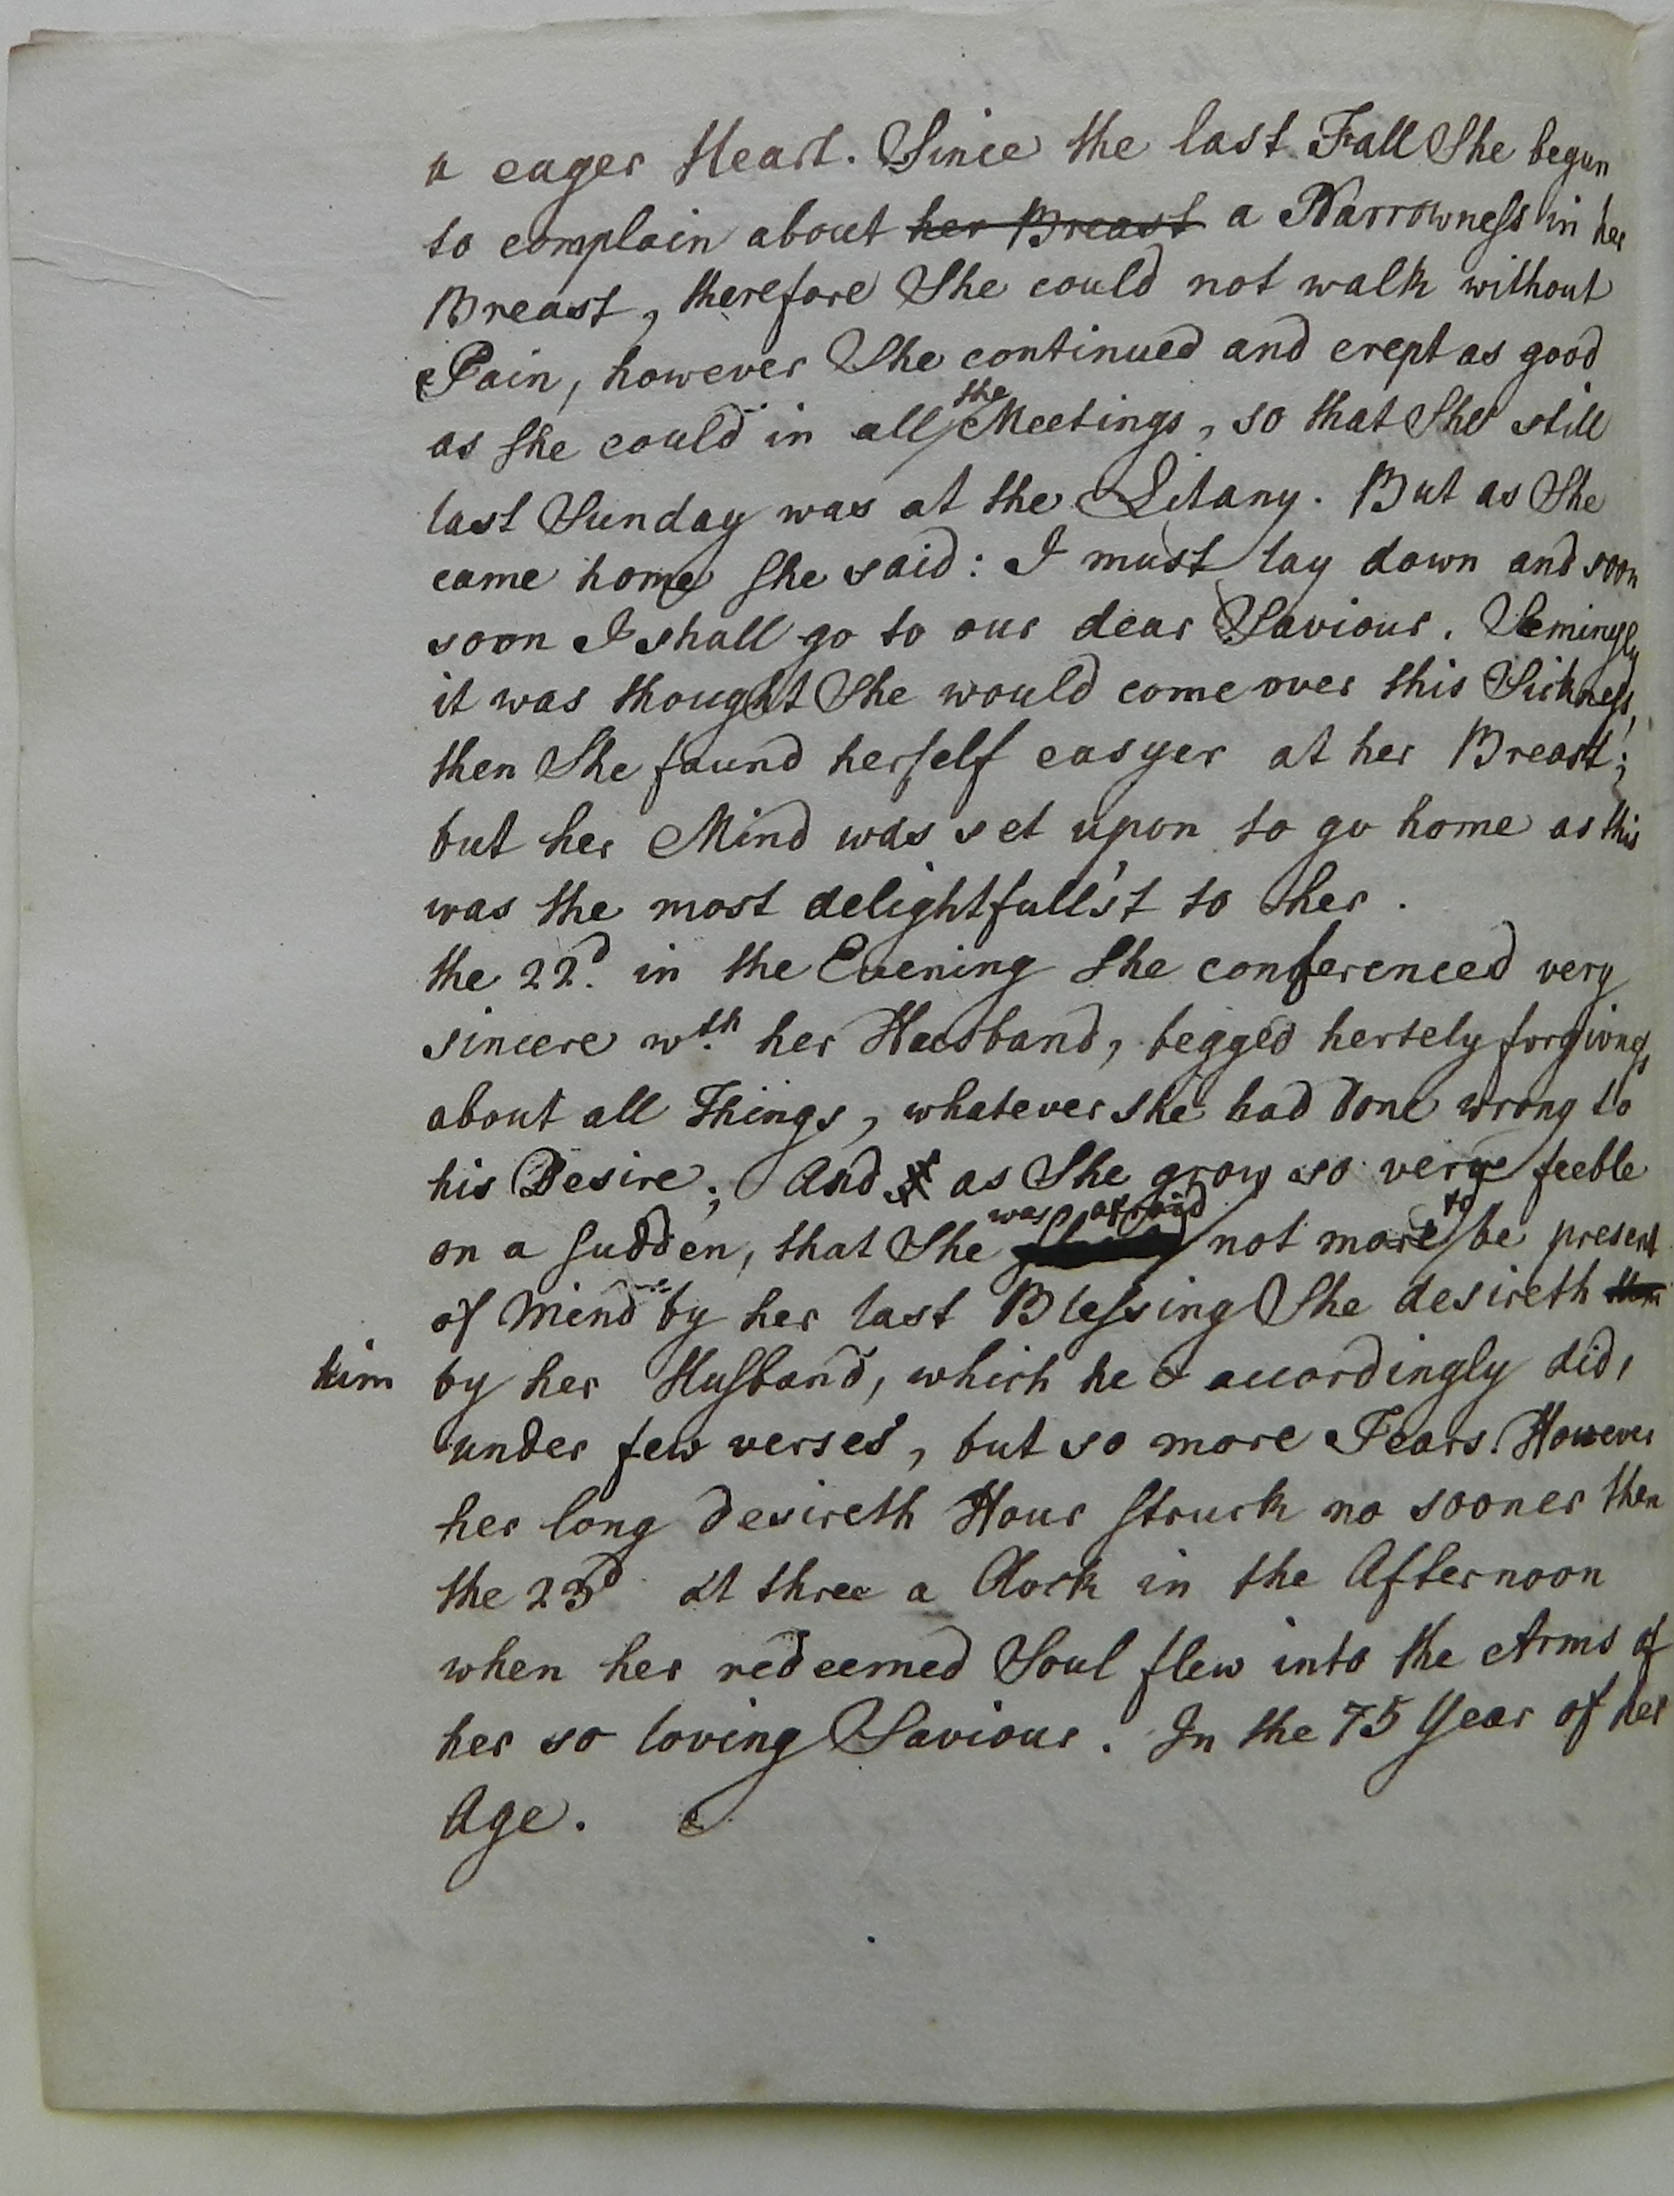 a eager Heart. Since the last Fall She begun
to complain about her Breast a Narrowness in her
Breast, therefore She could not walk without
Pain, however She continued and crept as good
as she could in all the Meetings, so that She still
last Sunday was at the Litany. But as She
came home she said: I must lay down and soon
soon I shall go to our dear Saviour. Semingly
it was thought She would come over this Sickness,
then She found herself easyer at her Breast;
but her Mind was set upon to go home as this
was the most delightfull'st to her.
the 22d. in the Evening she conferenced very
sincere wth. her Husband, begged hertely forgivng,
about all Things, whatever she had done wrong to
his Desire; And as She grow so very feeble
on a sudden, that She was afraid not more to be present
of Mind by her last Blessing She desireth
him by her Husband, which he accordingly did,
under few verses, but so more Tears. However
her long desireth Hour struck no sooner then
the 23d at three a Clock in the Afternoon
when her redeemed Soul flew into the Arms of
her so loving Saviour. In the 75 Year of her
Age.